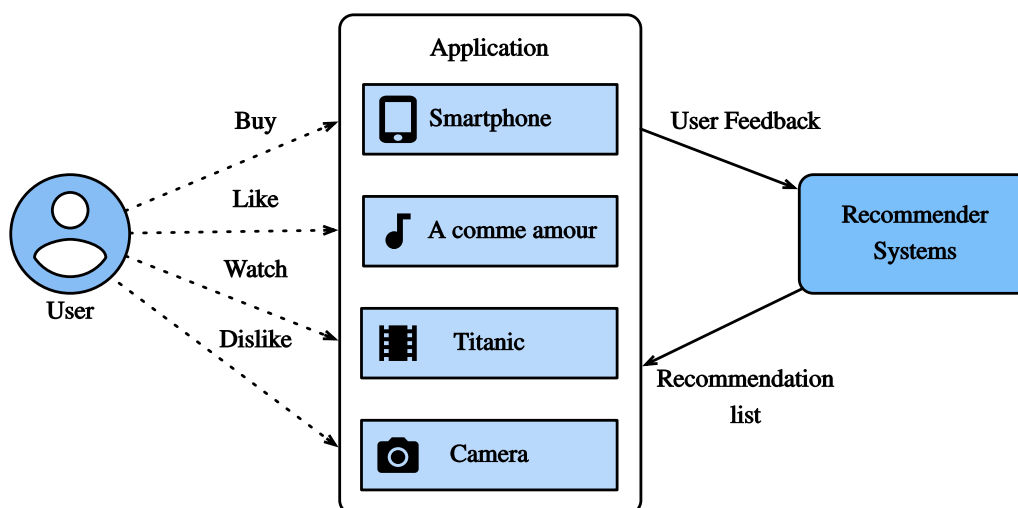 Application
Buy
Smartphone
User Feedback
Like
A comme amour
Recommender
Systems
Watch
User
Dislike
Titanic
Recommendation
list
Camera